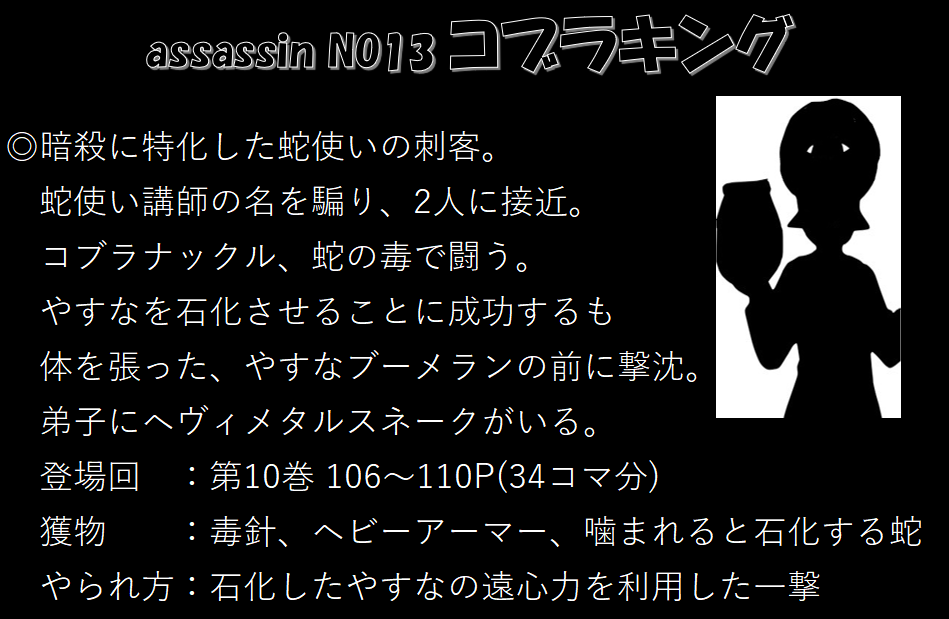 assassin NO13 コブラキング
◎暗殺に特化した蛇使いの刺客。
蛇使い講師の名を騙り、2人に接近。
コブラナックル、蛇の毒で闘う。
やすなを石化させることに成功するも
体を張った、やすなブーメランの前に撃沈。
弟子にヘヴィメタルスネークがいる。
登場回　：第10巻 106～110P(34コマ分)
獲物　　：毒針、ヘビーアーマー、噛まれると石化する蛇
やられ方：石化したやすなの遠心力を利用した一撃